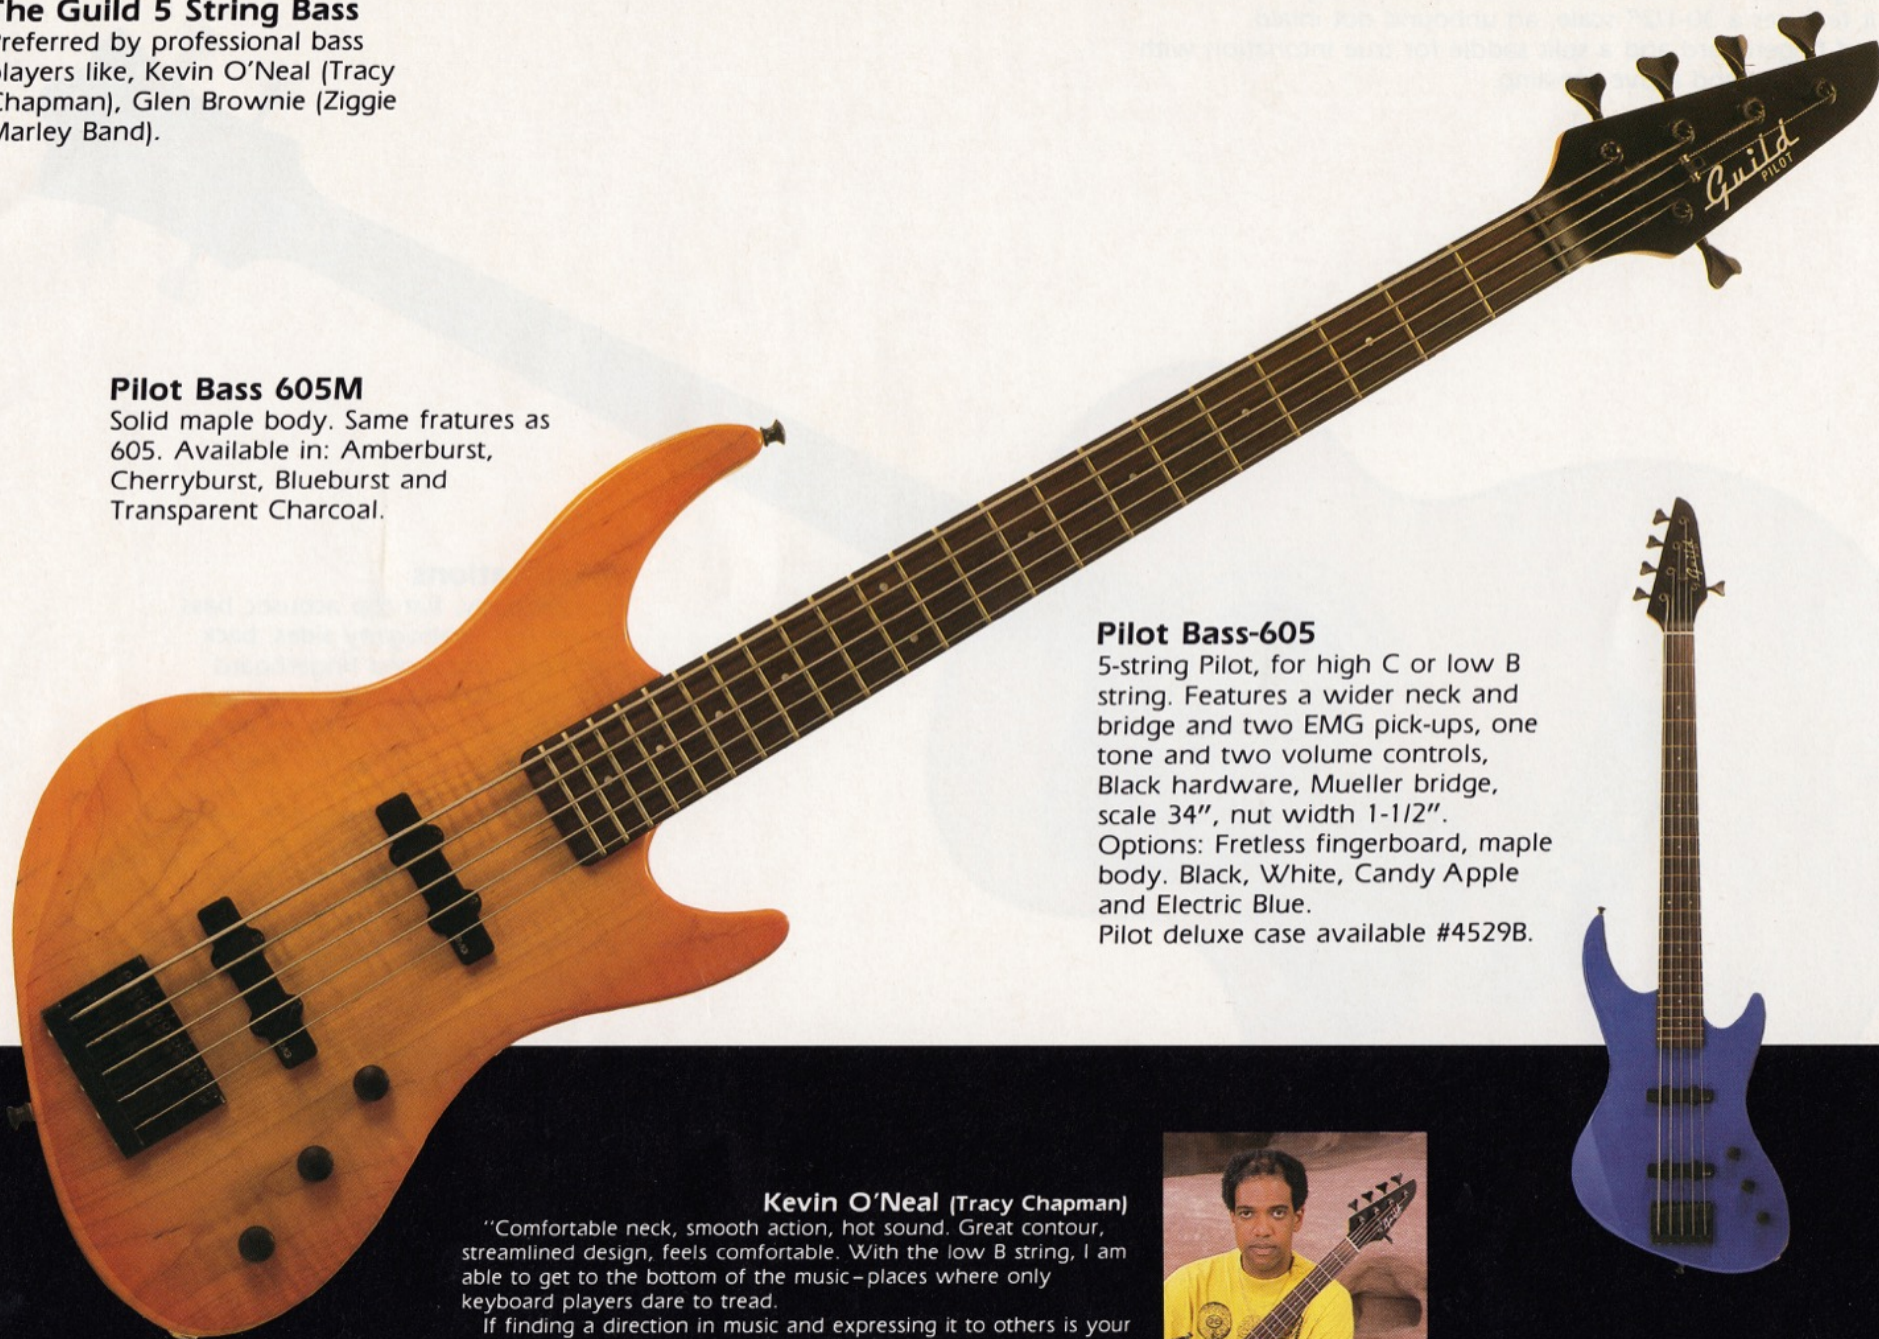 The Guild 5 String Bass
Preferred by professional bass
players like, Kevin O'Neal (Tracy
Chapman), Glen Brownie (Ziggie
Marley Band).
Guild
PILOT
Pilot Bass 605M
Solid maple body. Same fratures as
605. Available in: Amberburst,
Cherryburst, Blueburst and
Transparent Charcoal.
Pilot Bass-605
5-string Pilot, for high C or low B
string. Features a wider neck and
bridge and two EMG pick-ups, one
tone and two volume controls,
Black hardware, Mueller bridge,
scale 34", nut width 1-1/2".
Options: Fretless fingerboard, maple
body. Black, White, Candy Apple
and Electric Blue.
Pilot deluxe case available #4529B.
Guild
Kevin O'Neal (Tracy Chapman)
"Comfortable neck, smooth action, hot sound. Great contour,
streamlined design, feels comfortable. With the low B string, I am
able to get to the bottom of the music–places where only
keyboard players dare to tread.
If finding a direction in music and expressing it to others is your